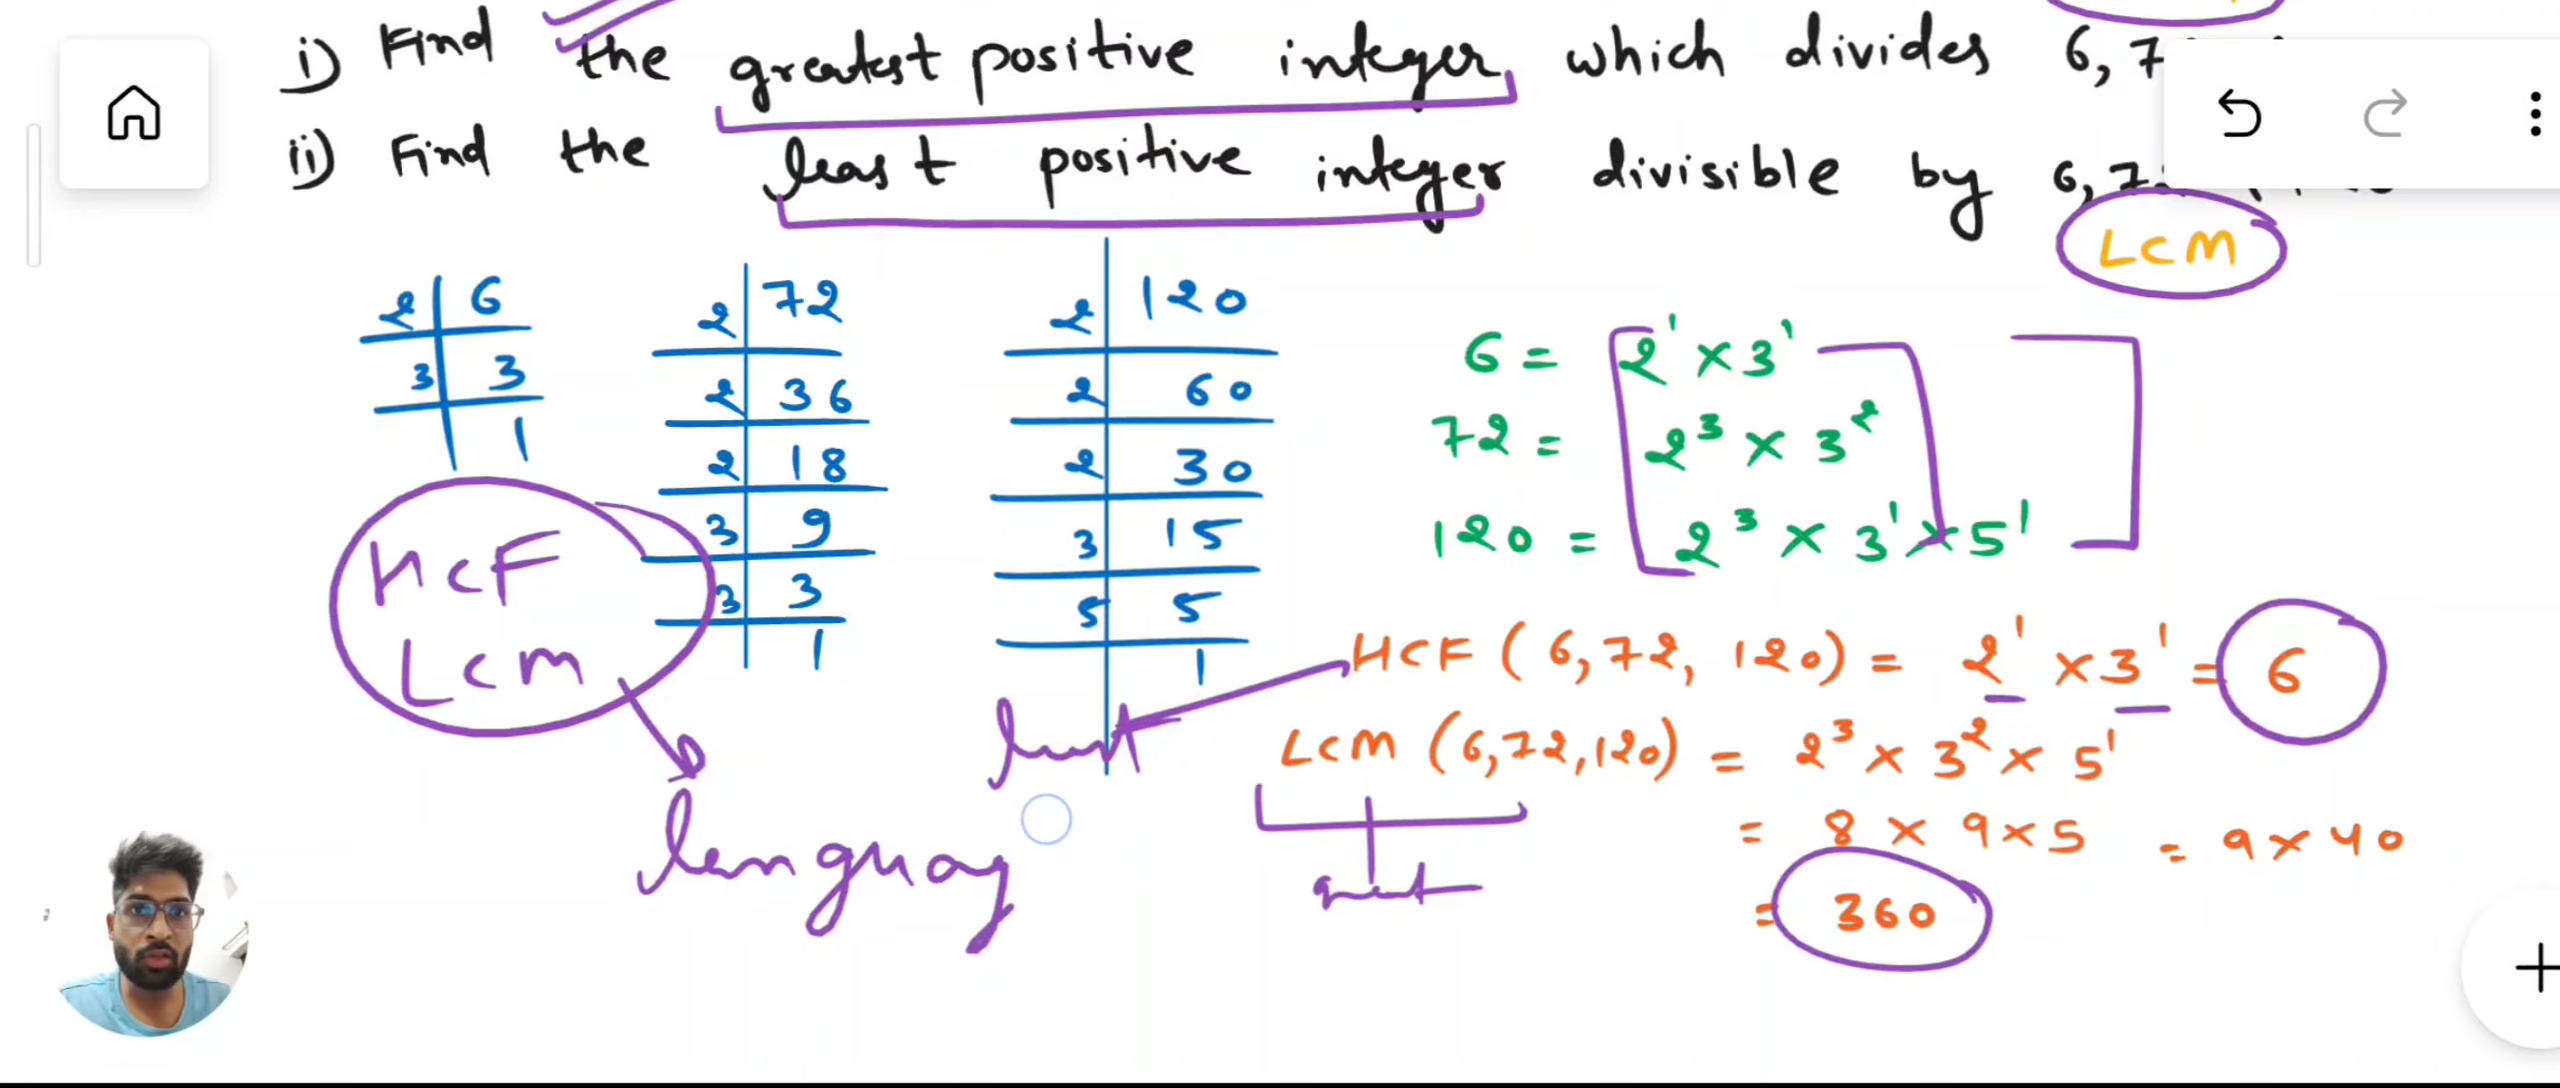 i) Find the greatest positive integer which divides 6, 7
ii) Find the least positive integer divisible by 6, 72
LCM
2 | 6
3 | 3
1
2 | 72
2 | 36
2 | 18
3 | 9
3 | 3
1
2 | 120
2 | 60
2 | 30
3 | 15
5 | 5
1
6 = 2¹ × 3¹
72 = 2³ × 3²
120 = 2³ × 3¹ × 5¹
HCF
LCM
HCF (6, 72, 120) = 2¹ × 3¹ = 6
LCM (6, 72, 120) = 2³ × 3² × 5¹
= 8 × 9 × 5 = 9 × 40
= 360
lenguag